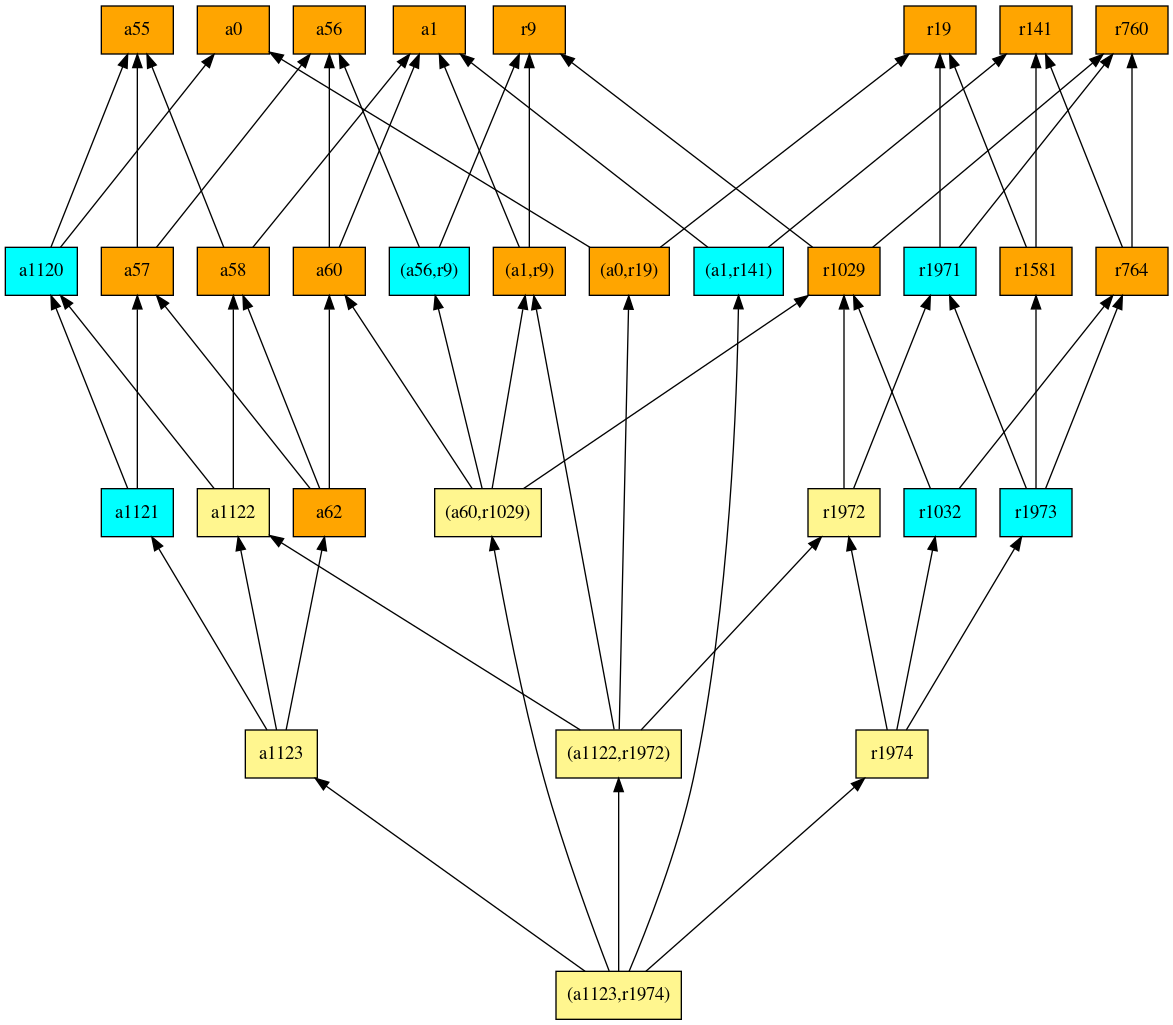 a55 a0 a56 a1 r9 r19 r141 r760
a1120 a57 a58 a60 (a56,r9) (a1,r9) (a0,r19) (a1,r141) r1029 r1971 r1581 r764
a1121 a1122 a62 (a60,r1029) r1972 r1032 r1973
a1123 (a1122,r1972) r1974
(a1123,r1974)